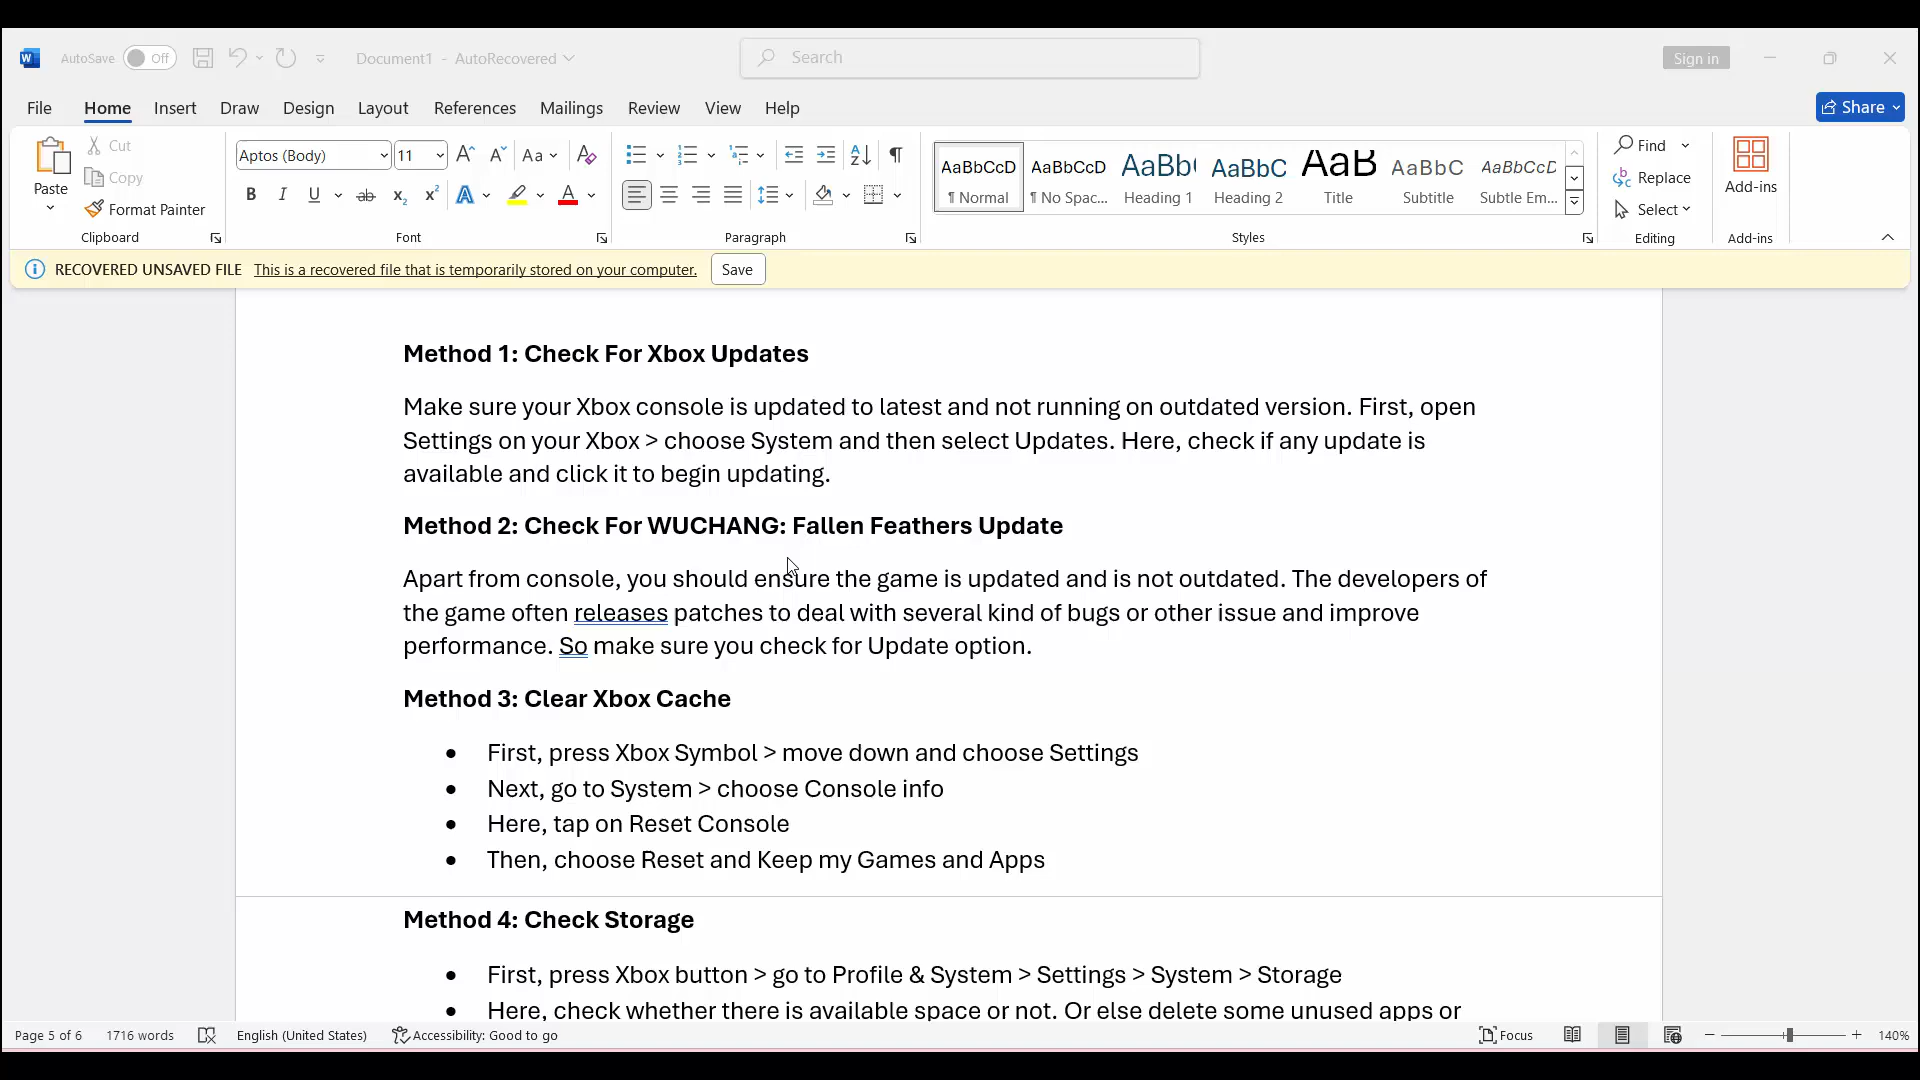 AutoSave Off Document1 - AutoRecovered Search Sign in
File Home Insert Draw Design Layout References Mailings Review View Help Share
Paste Cut Copy Format Painter Clipboard
Aptos (Body) 11 Font
Paragraph
AaBbCcD ¶ Normal
AaBbCcD ¶ No Spac...
AaBb( Heading 1
AaBbC Heading 2
AaB Title
AaBbC Subtitle
AaBbCcD Subtle Em...
Styles
Find Replace Select Editing
Add-ins Add-ins
RECOVERED UNSAVED FILE This is a recovered file that is temporarily stored on your computer. Save
Method 1: Check For Xbox Updates
Make sure your Xbox console is updated to latest and not running on outdated version. First, open
Settings on your Xbox > choose System and then select Updates. Here, check if any update is
available and click it to begin updating.
Method 2: Check For WUCHANG: Fallen Feathers Update
Apart from console, you should ensure the game is updated and is not outdated. The developers of
the game often releases patches to deal with several kind of bugs or other issue and improve
performance. So make sure you check for Update option.
Method 3: Clear Xbox Cache
• First, press Xbox Symbol > move down and choose Settings
• Next, go to System > choose Console info
• Here, tap on Reset Console
• Then, choose Reset and Keep my Games and Apps
Method 4: Check Storage
• First, press Xbox button > go to Profile & System > Settings > System > Storage
• Here, check whether there is available space or not. Or else delete some unused apps or
Page 5 of 6 1716 words English (United States) Accessibility: Good to go Focus 140%